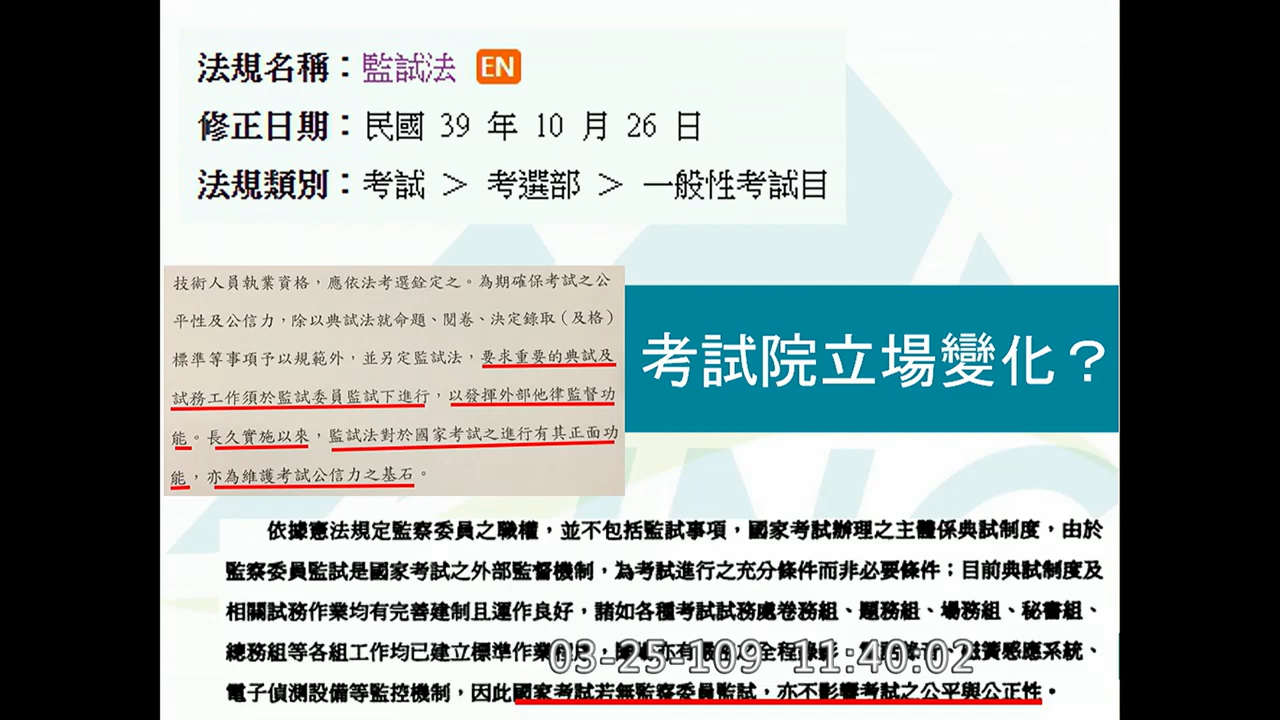 法規名稱：監試法 EN
修正日期：民國 39 年 10 月 26 日
法規類別：考試 > 考選部 > 一般性考試目
技術人員執業資格，應依法考選銓定之。為期確保考試之公
平性及公信力，除以典試法就命題、閱卷、決定錄取（及格）
標準等事項予以規範外，並另定監試法，要求重要的典試及
試務工作須於監試委員監試下進行，以發揮外部他律監督功
能。長久實施以來，監試法對於國家考試之進行有其正面功
能，亦為維護考試公信力之基石。
考試院立場變化？
依據憲法規定監察委員之職權，並不包括監試事項，國家考試辦理之主體係典試制度，由於
監察委員監試是國家考試之外部監督機制，為考試進行之充分條件而非必要條件；目前典試制度及
相關試務作業均有完善建制且運作良好，諸如各種考試試務處卷務組、題務組、場務組、秘書組、
總務組等各組工作均已建立標準作業 亦有 全程 感應系統、
03-25-109 11:40:02
電子偵測設備等監控機制，因此國家考試若無監察委員監試，亦不影響考試之公平與公正性。